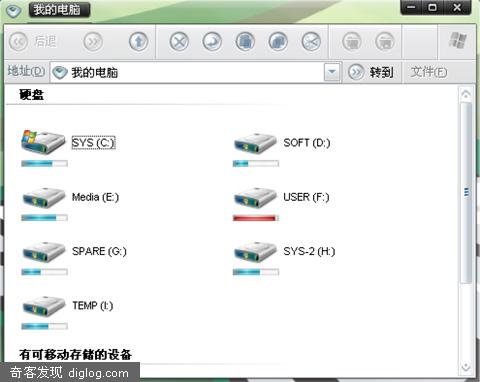 我的电脑
后退
地址(D) 我的电脑 转到 文件(F)
硬盘
SYS (C:) SOFT (D:)
Media (E:) USER (F:)
SPARE (G:) SYS-2 (H:)
TEMP (I:)
有可移动存储的设备
奇客发现 diglog.com